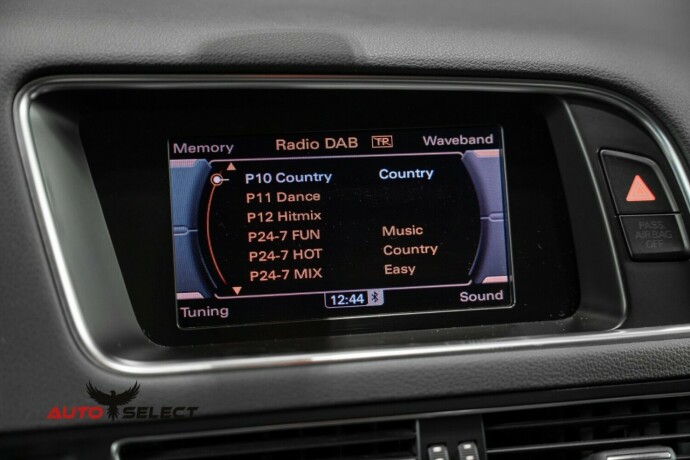 Memory Radio DAB TP Waveband
P10 Country Country
P11 Dance
P12 Hitmix
P24-7 FUN Music
P24-7 HOT Country
P24-7 MIX Easy
Tuning 12:44 Sound
PASS.
AIR BAG
OFF
AUTO SELECT